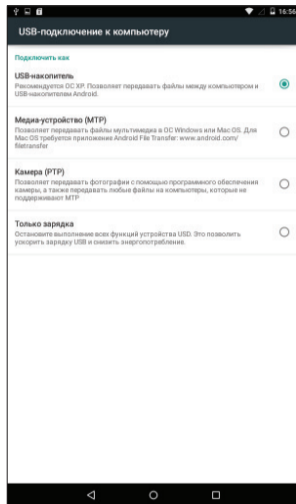 16:56
USB-подключение к компьютеру
Подключить как
USB-накопитель
Рекомендуется ОС XP. Позволяет передавать файлы между компьютером и
USB-накопителем Android.
Медиа-устройство (MTP)
Позволяет передавать файлы мультимедиа в ОС Windows или Mac OS. Для
Mac OS требуется приложение Android File Transfer: www.android.com/
filetransfer
Камера (PTP)
Позволяет передавать фотографии с помощью программного обеспечения
камеры, а также передавать любые файлы на компьютеры, которые не
поддерживают MTP
Только зарядка
Остановите выполнение всех функций устройства USD. Это позволить
ускорить зарядку USB и снизить энергопотребление.